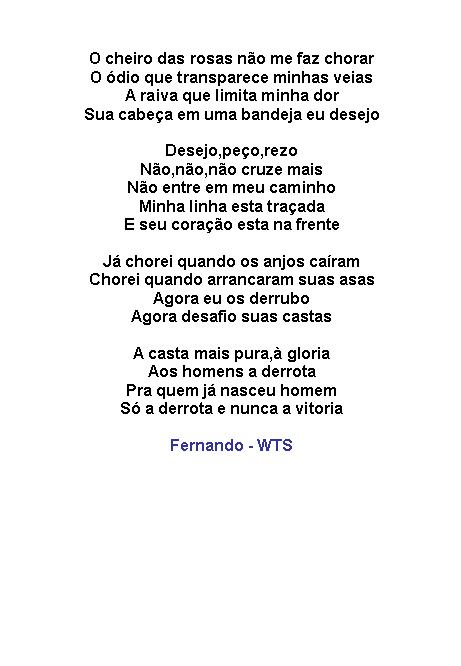 O cheiro das rosas não me faz chorar
O ódio que transparece minhas veias
A raiva que limita minha dor
Sua cabeça em uma bandeja eu desejo
Desejo,peço,rezo
Não,não,não cruze mais
Não entre em meu caminho
Minha linha esta traçada
E seu coração esta na frente
Já chorei quando os anjos caíram
Chorei quando arrancaram suas asas
Agora eu os derrubo
Agora desafio suas castas
A casta mais pura,à gloria
Aos homens a derrota
Pra quem já nasceu homem
Só a derrota e nunca a vitoria
Fernando - WTS